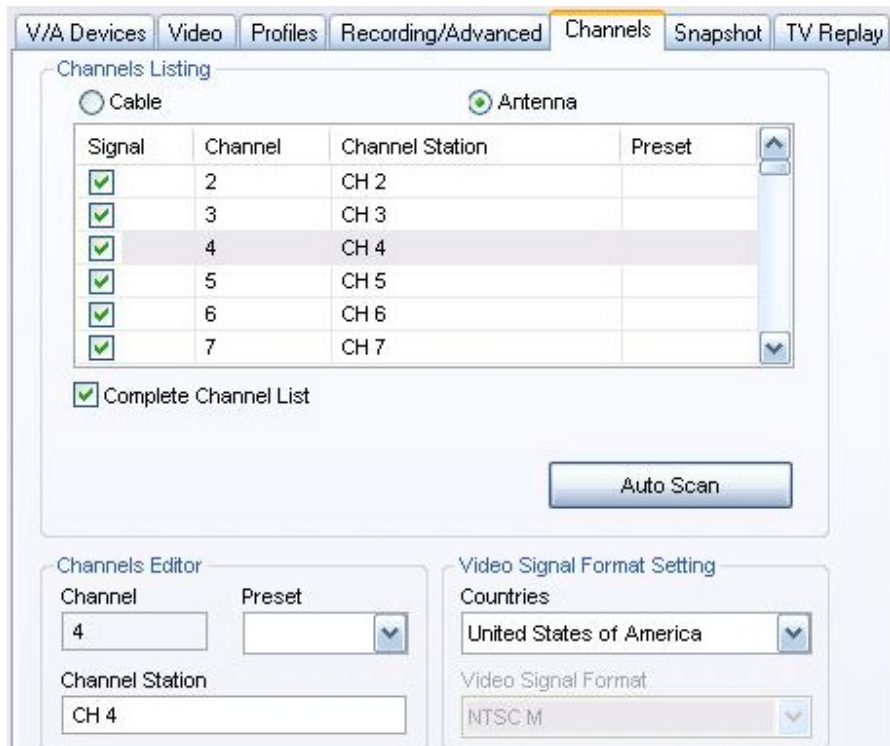 V/A Devices Video Profiles Recording/Advanced Channels Snapshot TV Replay
Channels Listing
Cable Antenna
Signal Channel Channel Station Preset
2 CH 2
3 CH 3
4 CH 4
5 CH 5
6 CH 6
7 CH 7
Complete Channel List
Auto Scan
Channels Editor
Channel Preset
4
Channel Station
CH 4
Video Signal Format Setting
Countries
United States of America
Video Signal Format
NTSC M